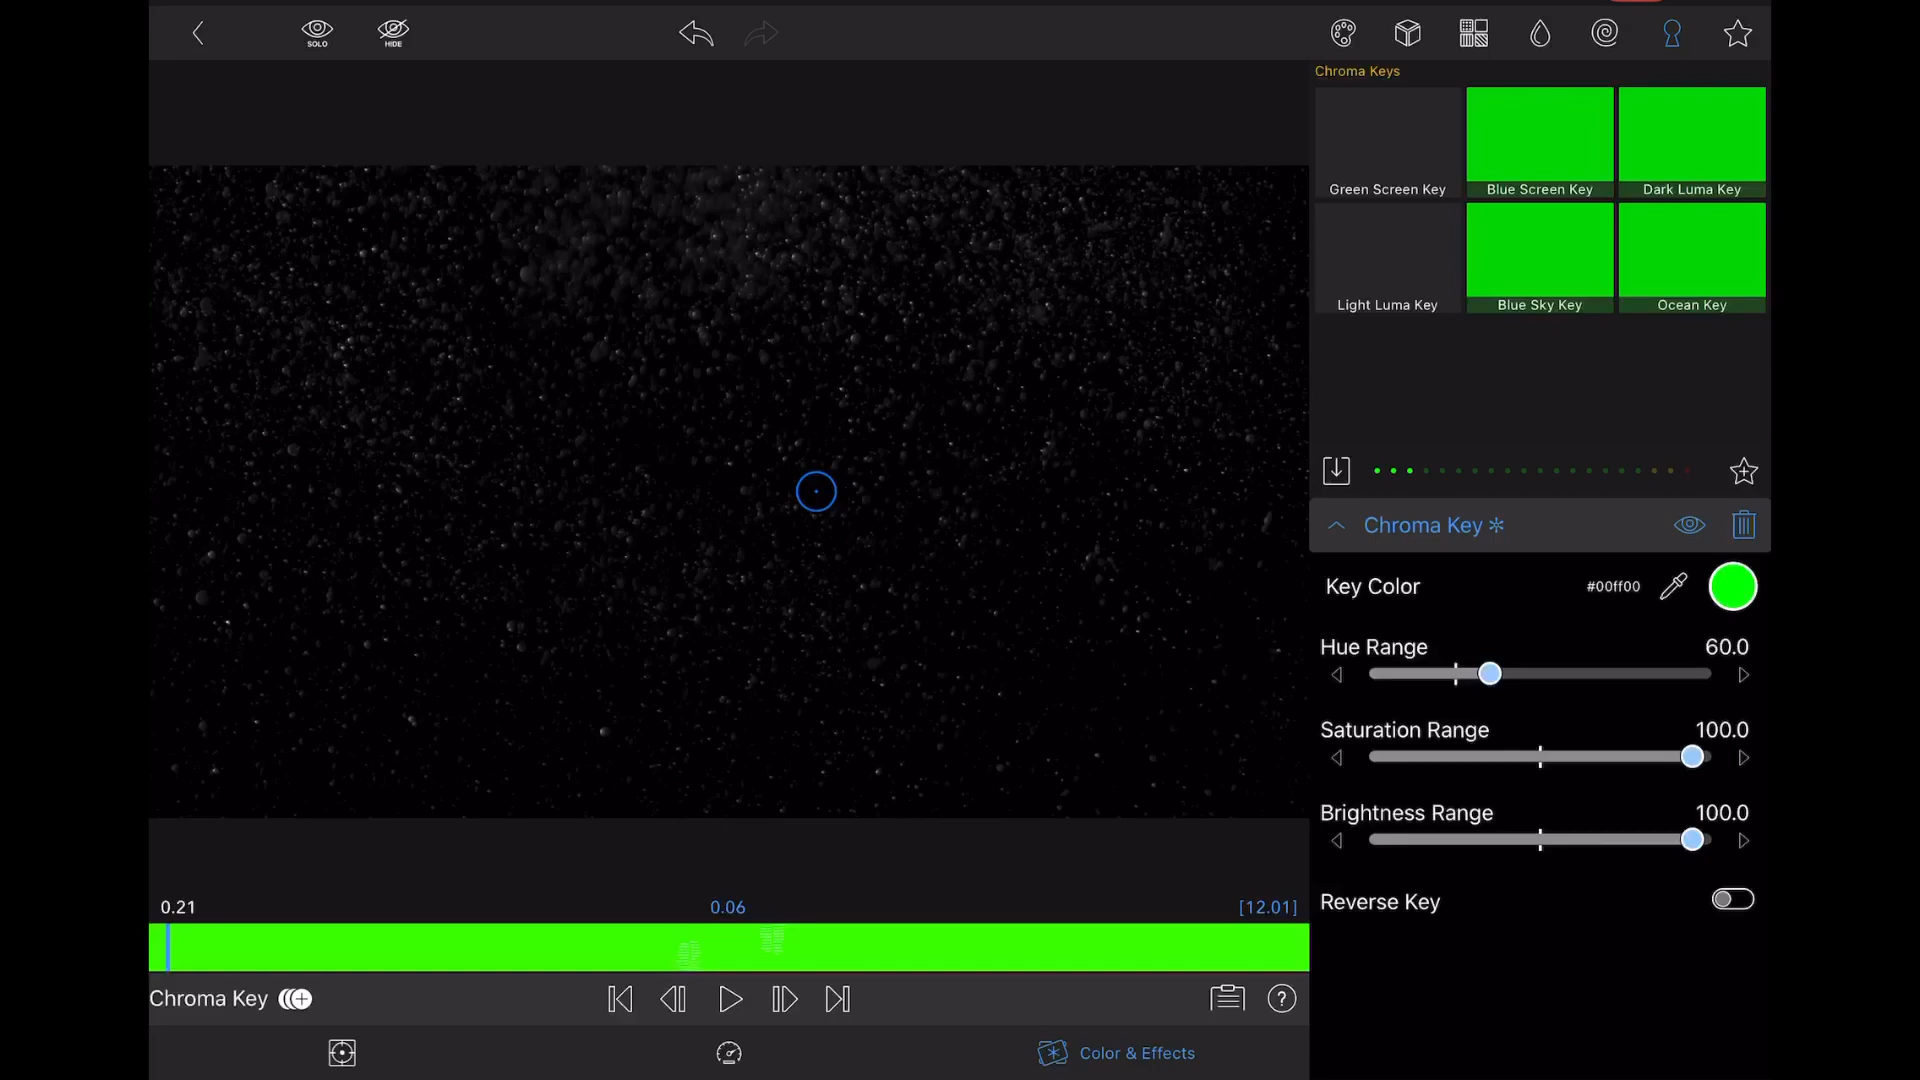 SOLO
HIDE
Chroma Keys
Green Screen Key
Blue Screen Key
Dark Luma Key
Light Luma Key
Blue Sky Key
Ocean Key
Chroma Key
Key Color
#00ff00
Hue Range
60.0
Saturation Range
100.0
Brightness Range
100.0
Reverse Key
0.21
0.06
[12.01]
Chroma Key
?
Color & Effects